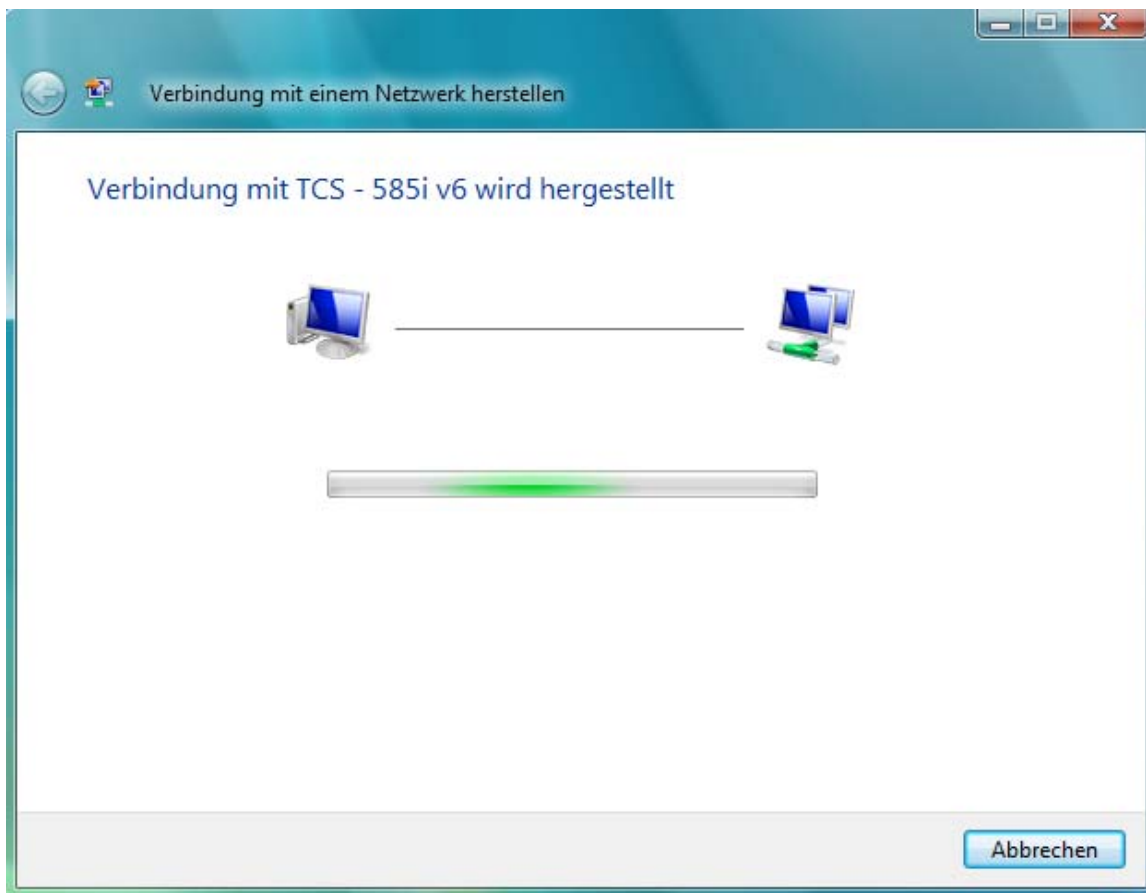 Verbindung mit einem Netzwerk herstellen
Verbindung mit TCS - 585i v6 wird hergestellt
Abbrechen